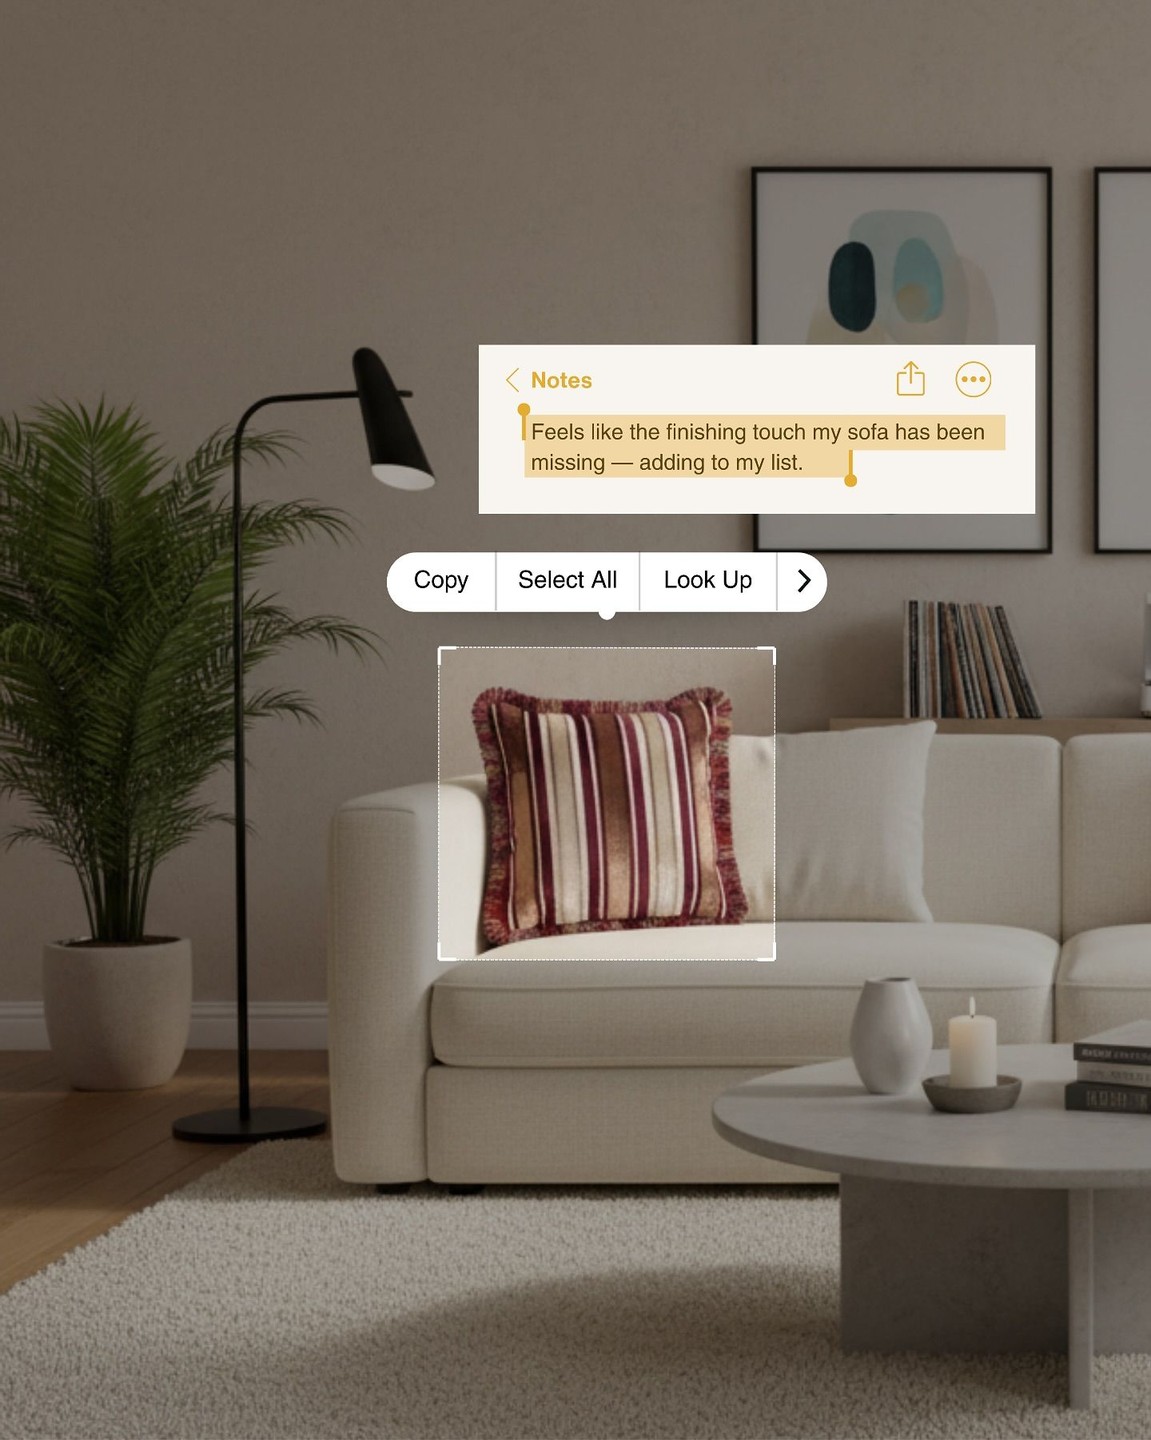 Notes
Feels like the finishing touch my sofa has been
missing — adding to my list.
Copy
Select All
Look Up